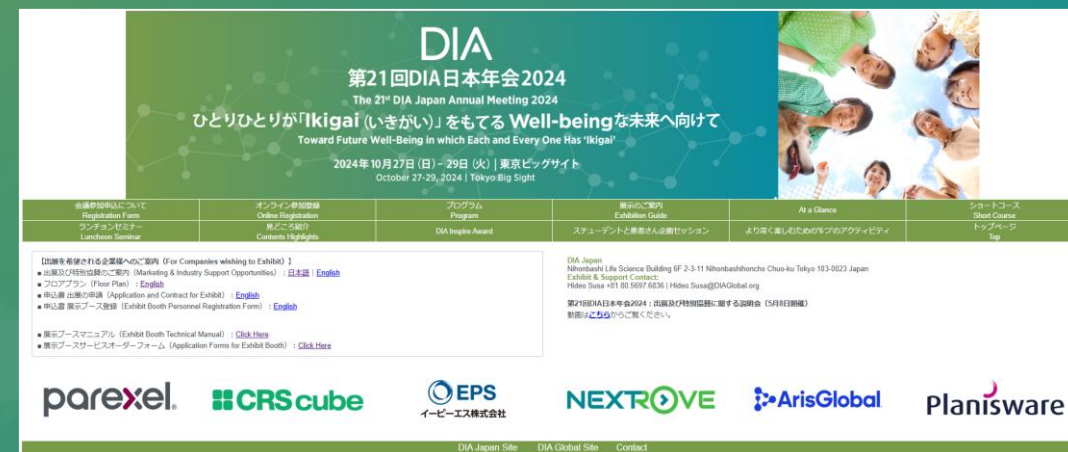 DIA
第21回DIA日本年会2024
The 21st DIA Japan Annual Meeting 2024
ひとりひとりが「Ikigai (いきがい)」をもてる Well-beingな未来へ向けて
Toward Future Well-Being in which Each and Every One Has 'Ikigai'
2024年10月27日（日）- 29日（火）| 東京ビッグサイト
October 27-29, 2024 | Tokyo Big Sight
会議参加申込について
Registration Form
オンライン参加登録
Online Registration
プログラム
Program
展示のご案内
Exhibition Guide
At a Glance
ショートコース
Short Course
ランチョンセミナー
Luncheon Seminar
見どころ紹介
Contents Highlights
DIA Inspire Award
スチューデントと患者さん企画セッション
より深く楽しむための"6つ"のアクティビティ
トップページ
Top
【出展を希望される企業様へのご案内（For Companies wishing to Exhibit）】
■ 出展及び特別協賛のご案内（Marketing & Industry Support Opportunities）：日本語 | English
■ フロアプラン（Floor Plan）：English
■ 申込書 出展の申請（Application and Contract for Exhibit）：English
■ 申込書 展示ブース登録（Exhibit Booth Personnel Registration Form）：English
■ 展示ブースマニュアル（Exhibit Booth Technical Manual）：Click Here
■ 展示ブースサービスオーダーフォーム（Application Forms for Exhibit Booth）：Click Here
DIA Japan
Nihonbashi Life Science Building 6F 2-3-11 Nihonbashihoncho Chuo-ku Tokyo 103-0023 Japan
Exhibit & Support Contact:
Hideo Susa +81 80.5697.6836 | Hideo.Susa@DIAGlobal.org
第21回DIA日本年会2024：出展及び特別協賛に関する説明会（5月8日開催）
動画はこちらからご覧ください。
parexel.
CRS cube
EPS
イーピーエス株式会社
NEXTROVE
ArisGlobal
Planisware
DIA Japan Site DIA Global Site Contact